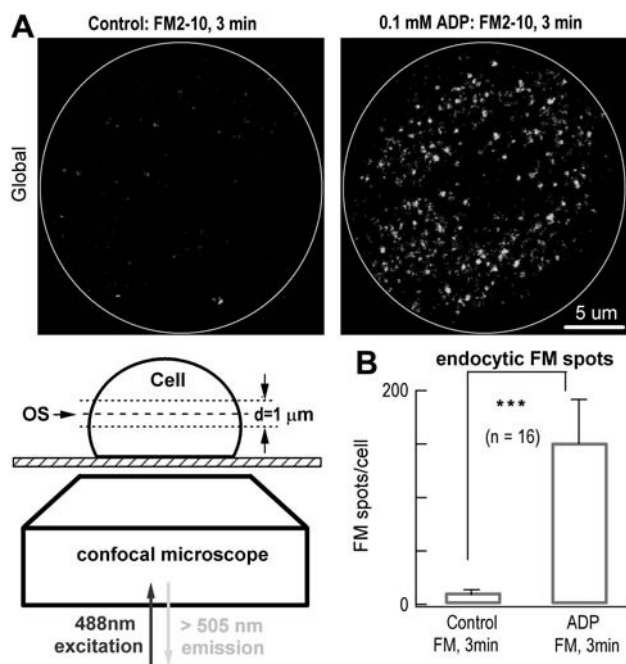 A
Control: FM2-10, 3 min
0.1 mM ADP: FM2-10, 3 min
Global
5 um
Cell
OS
d=1 μm
confocal microscope
488nm
excitation
> 505 nm
emission
B
endocytic FM spots
200
***
(n = 16)
FM spots/cell
0
Control
FM, 3min
ADP
FM, 3min